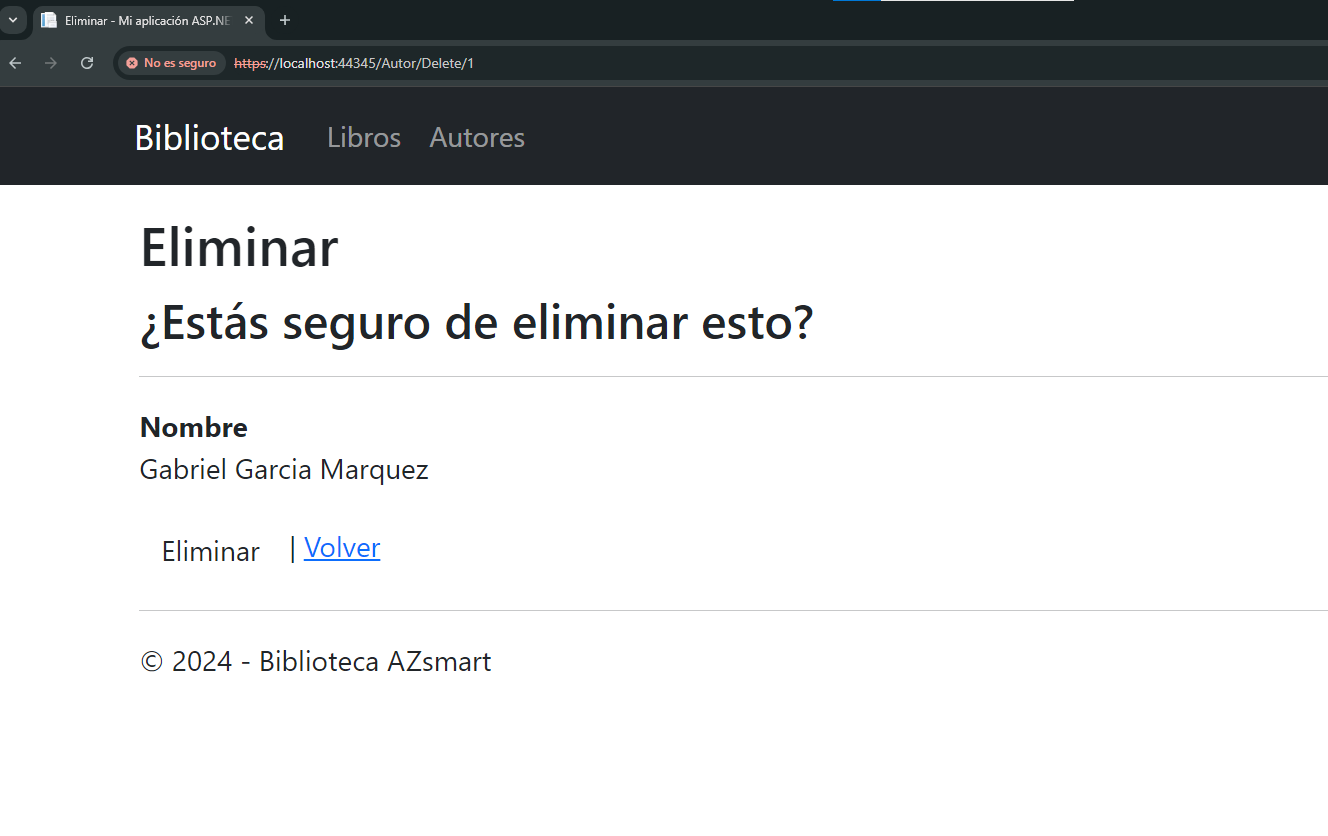 Eliminar - Mi aplicación ASP.NE
No es seguro https://localhost:44345/Autor/Delete/1
Biblioteca Libros Autores
Eliminar
¿Estás seguro de eliminar esto?
Nombre
Gabriel Garcia Marquez
Eliminar | Volver
© 2024 - Biblioteca AZsmart